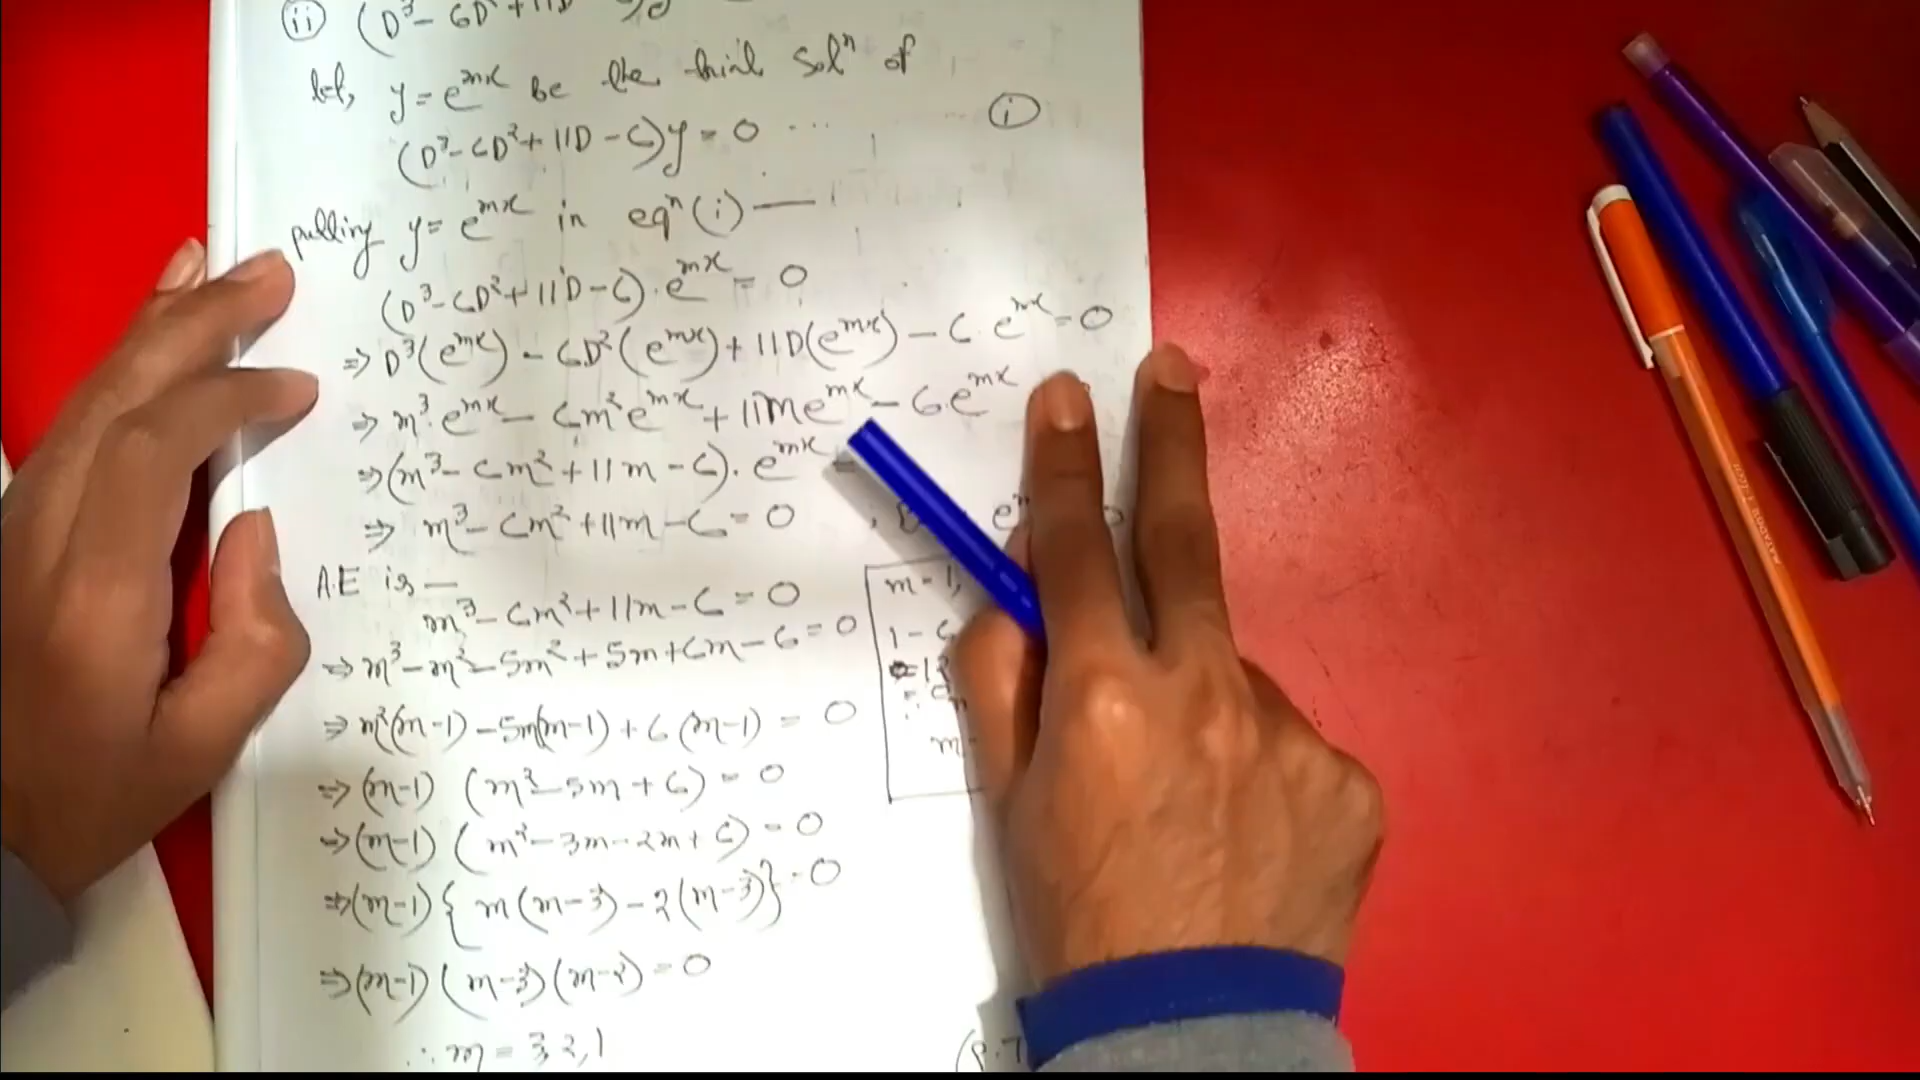 (ii) (D³ - 6D² + 11D
let, y = e^mx be the trial solⁿ of
(D³ - 6D² + 11D - 6)y = 0 ... (i)
putting y = e^mx in eqⁿ (i) —
(D³ - 6D² + 11D - 6) . e^mx = 0
⇒ D³(e^mx) - 6D²(e^mx) + 11D(e^mx) - 6 . e^mx = 0
⇒ m³ . e^mx - 6m²e^mx + 11me^mx - 6 . e^mx
⇒ (m³ - 6m² + 11m - 6) . e^mx =
⇒ m³ - 6m² + 11m - 6 = 0 ,
A.E is —
m³ - 6m² + 11m - 6 = 0
⇒ m³ - m² - 5m² + 5m + 6m - 6 = 0
⇒ m²(m-1) - 5m(m-1) + 6(m-1) = 0
⇒ (m-1) (m² - 5m + 6) = 0
⇒ (m-1) (m² - 3m - 2m + 6) = 0
⇒ (m-1) { m(m-3) - 2(m-3)} = 0
⇒ (m-1) (m-3) (m-2) = 0
∴ m = 3, 2, 1
m = 1,
1 - 6
(P.T